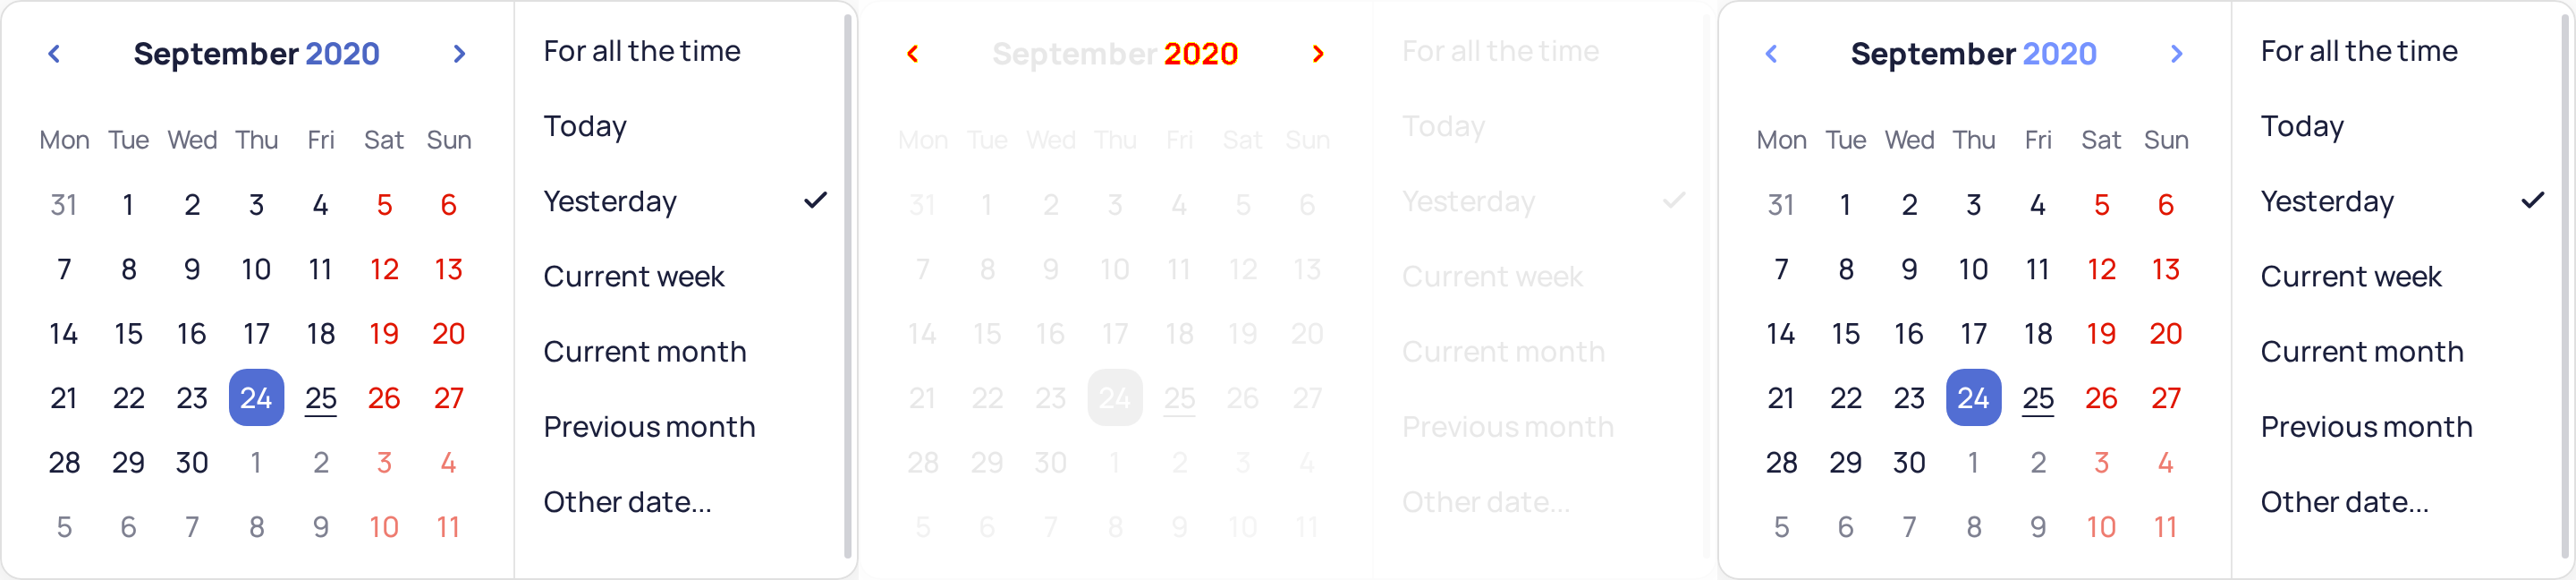 September 2020
Mon Tue Wed Thu Fri Sat Sun
31 1 2 3 4 5 6
7 8 9 10 11 12 13
14 15 16 17 18 19 20
21 22 23 24 25 26 27
28 29 30 1 2 3 4
5 6 7 8 9 10 11
For all the time
Today
Yesterday
Current week
Current month
Previous month
Other date...
September 2020
Mon Tue Wed Thu Fri Sat Sun
31 1 2 3 4 5 6
7 8 9 10 11 12 13
14 15 16 17 18 19 20
21 22 23 24 25 26 27
28 29 30 1 2 3 4
5 6 7 8 9 10 11
For all the time
Today
Yesterday
Current week
Current month
Previous month
Other date...
September 2020
Mon Tue Wed Thu Fri Sat Sun
31 1 2 3 4 5 6
7 8 9 10 11 12 13
14 15 16 17 18 19 20
21 22 23 24 25 26 27
28 29 30 1 2 3 4
5 6 7 8 9 10 11
For all the time
Today
Yesterday
Current week
Current month
Previous month
Other date...